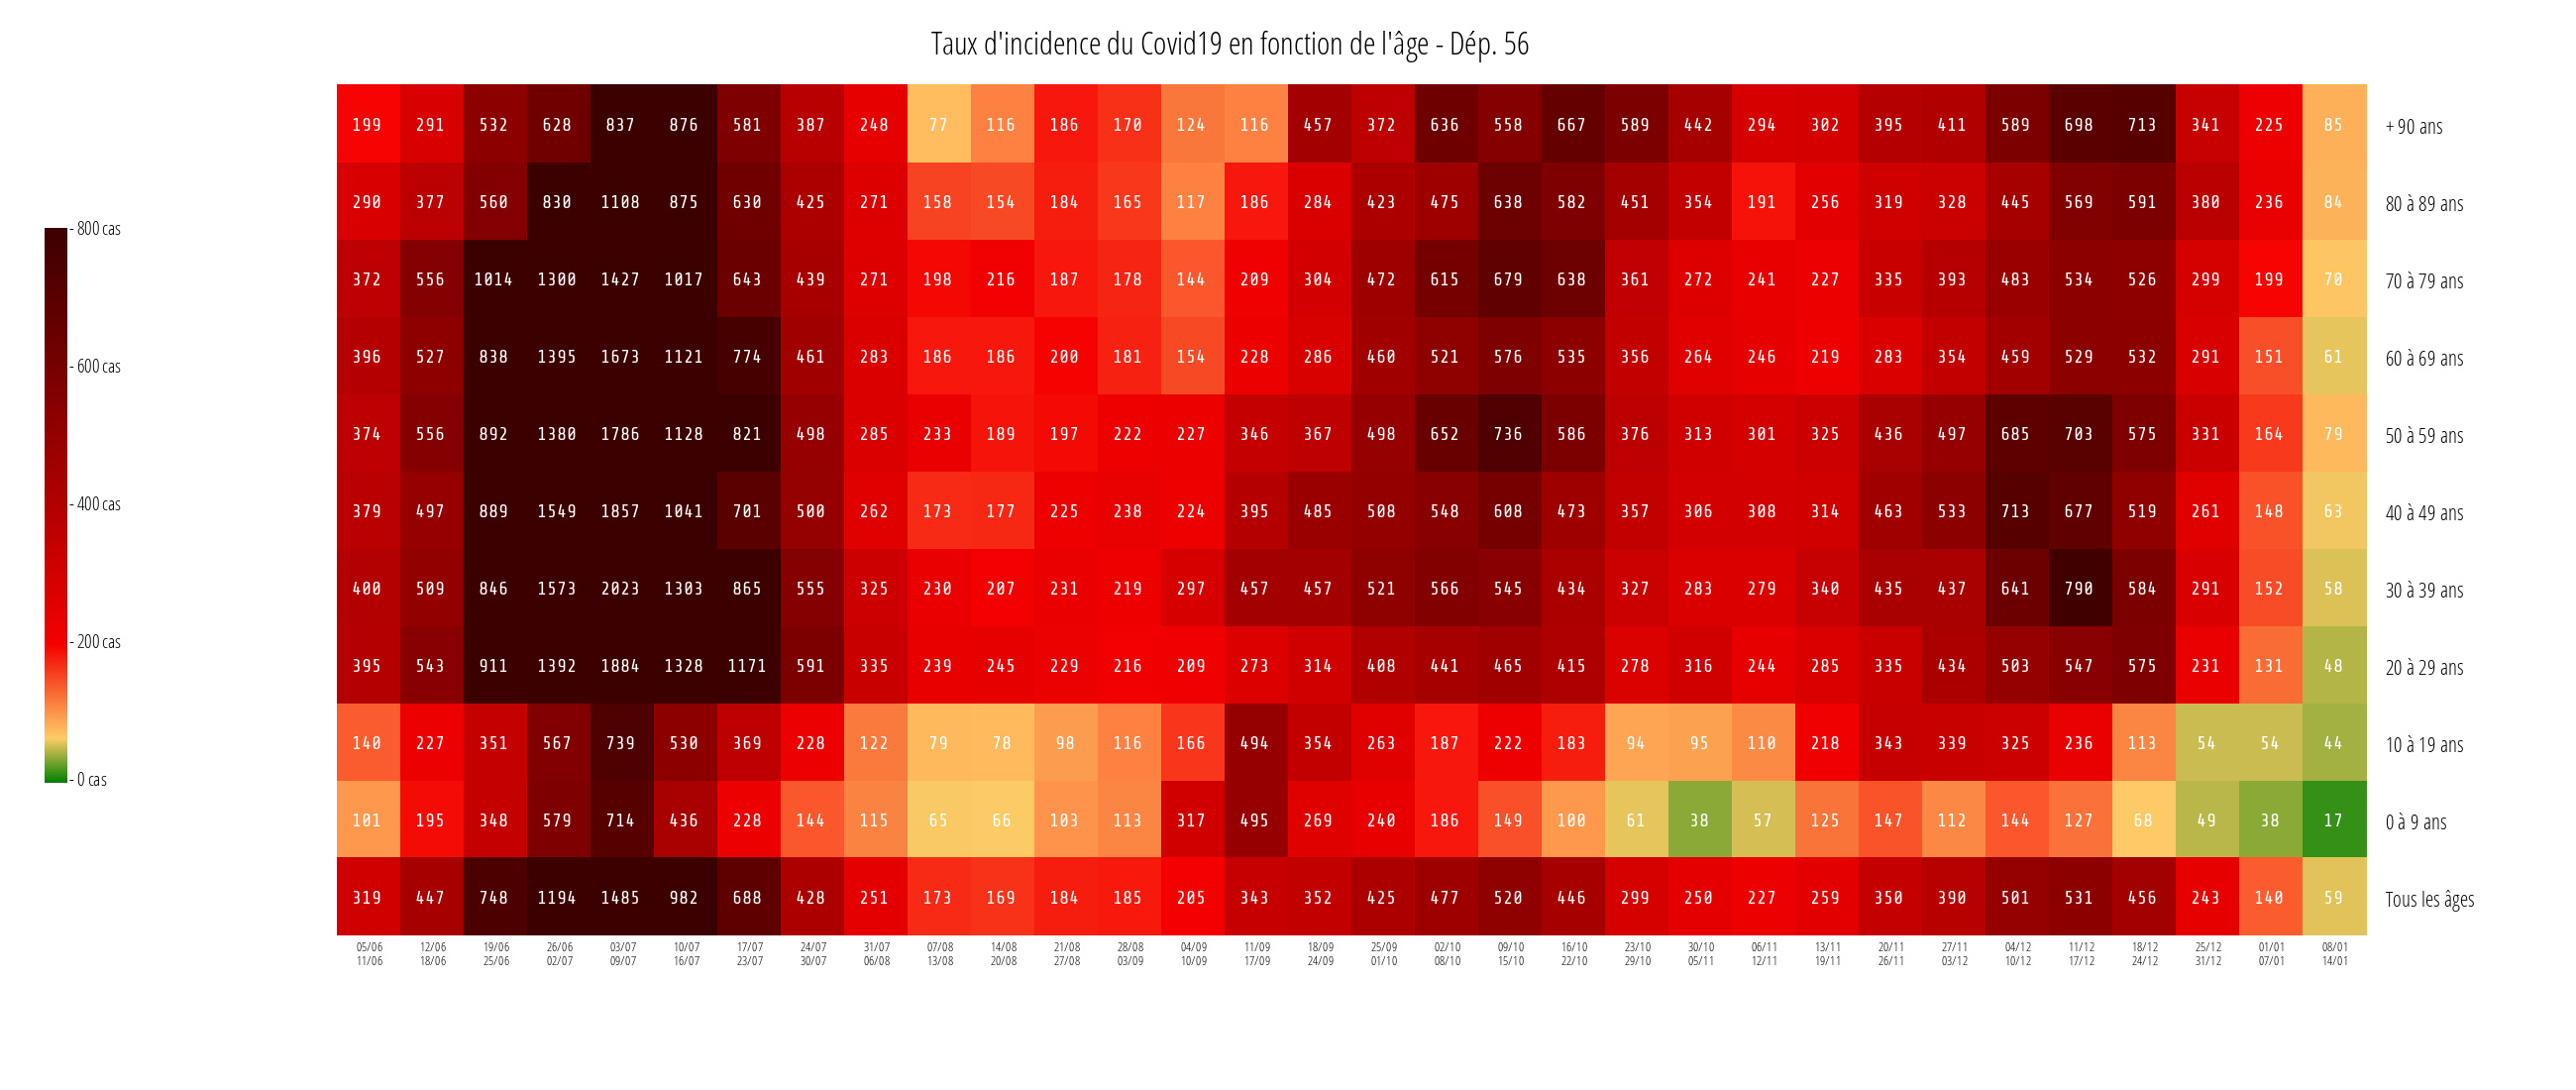 Taux d'incidence du Covid19 en fonction de l'âge - Dép. 56
199 291 532 628 837 876 581 387 248 77 116 186 170 124 116 457 372 636 558 667 589 442 294 302 395 411 589 698 713 341 225 85 + 90 ans
290 377 560 830 1108 875 630 425 271 158 154 184 165 117 186 284 423 475 638 582 451 354 191 256 319 328 445 569 591 380 236 84 80 à 89 ans
- 800 cas
372 556 1014 1300 1427 1017 643 439 271 198 216 187 178 144 209 304 472 615 679 638 361 272 241 227 335 393 483 534 526 299 199 70 70 à 79 ans
396 527 838 1395 1673 1121 774 461 283 186 186 200 181 154 228 286 460 521 576 535 356 264 246 219 283 354 459 529 532 291 151 61 60 à 69 ans
- 600 cas
374 556 892 1380 1786 1128 821 498 285 233 189 197 222 227 346 367 498 652 736 586 376 313 301 325 436 497 685 703 575 331 164 79 50 à 59 ans
- 400 cas
379 497 889 1549 1857 1041 701 500 262 173 177 225 238 224 395 485 508 548 608 473 357 306 308 314 463 533 713 677 519 261 148 63 40 à 49 ans
400 509 846 1573 2023 1303 865 555 325 230 207 231 219 297 457 457 521 566 545 434 327 283 279 340 435 437 641 790 584 291 152 58 30 à 39 ans
- 200 cas
395 543 911 1392 1884 1328 1171 591 335 239 245 229 216 209 273 314 408 441 465 415 278 316 244 285 335 434 503 547 575 231 131 48 20 à 29 ans
140 227 351 567 739 530 369 228 122 79 78 98 116 166 494 354 263 187 222 183 94 95 110 218 343 339 325 236 113 54 54 44 10 à 19 ans
- 0 cas
101 195 348 579 714 436 228 144 115 65 66 103 113 317 495 269 240 186 149 100 61 38 57 125 147 112 144 127 68 49 38 17 0 à 9 ans
319 447 748 1194 1485 982 688 428 251 173 169 184 185 205 343 352 425 477 520 446 299 250 227 259 350 390 501 531 456 243 140 59 Tous les âges
05/06 12/06 19/06 26/06 03/07 10/07 17/07 24/07 31/07 07/08 14/08 21/08 28/08 04/09 11/09 18/09 25/09 02/10 09/10 16/10 23/10 30/10 06/11 13/11 20/11 27/11 04/12 11/12 18/12 25/12 01/01 08/01
11/06 18/06 25/06 02/07 09/07 16/07 23/07 30/07 06/08 13/08 20/08 27/08 03/09 10/09 17/09 24/09 01/10 08/10 15/10 22/10 29/10 05/11 12/11 19/11 26/11 03/12 10/12 17/12 24/12 31/12 07/01 14/01